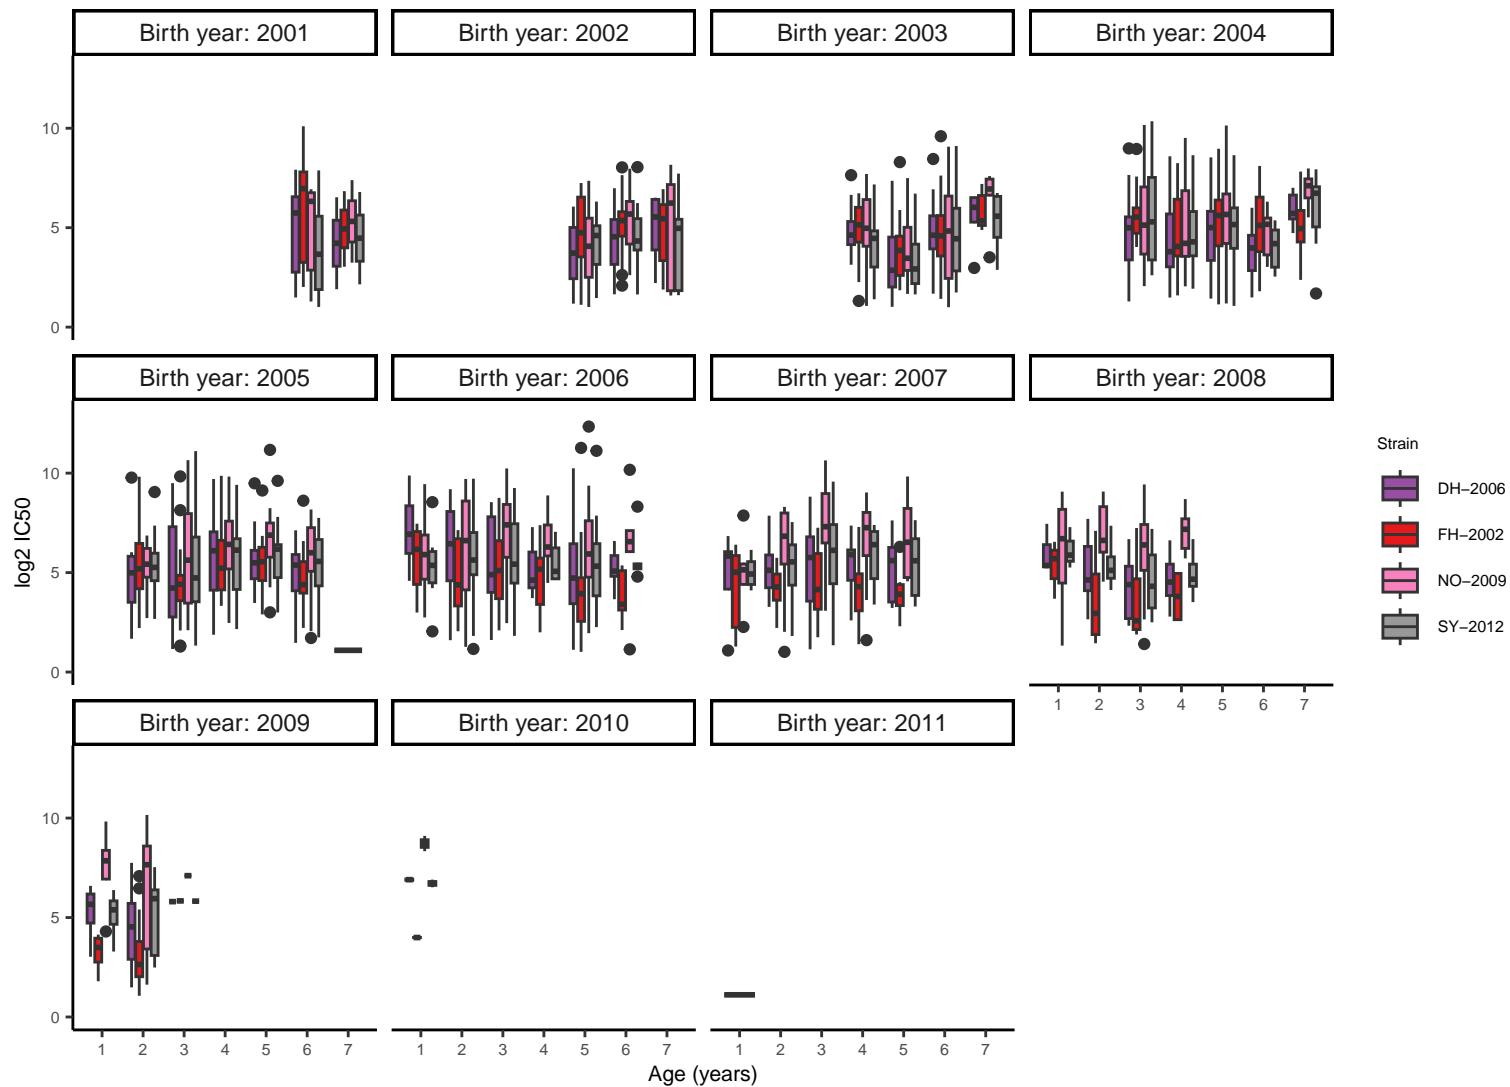 Birth year: 2001
Birth year: 2002
Birth year: 2003
Birth year: 2004
10
5
0
Birth year: 2005
Birth year: 2006
Birth year: 2007
Birth year: 2008
10
5
0
1 2 3 4 5 6 7
Birth year: 2009
Birth year: 2010
Birth year: 2011
10
5
0
1 2 3 4 5 6 7
1 2 3 4 5 6 7
1 2 3 4 5 6 7
Age (years)
log2 IC50
Strain
DH−2006
FH−2002
NO−2009
SY−2012